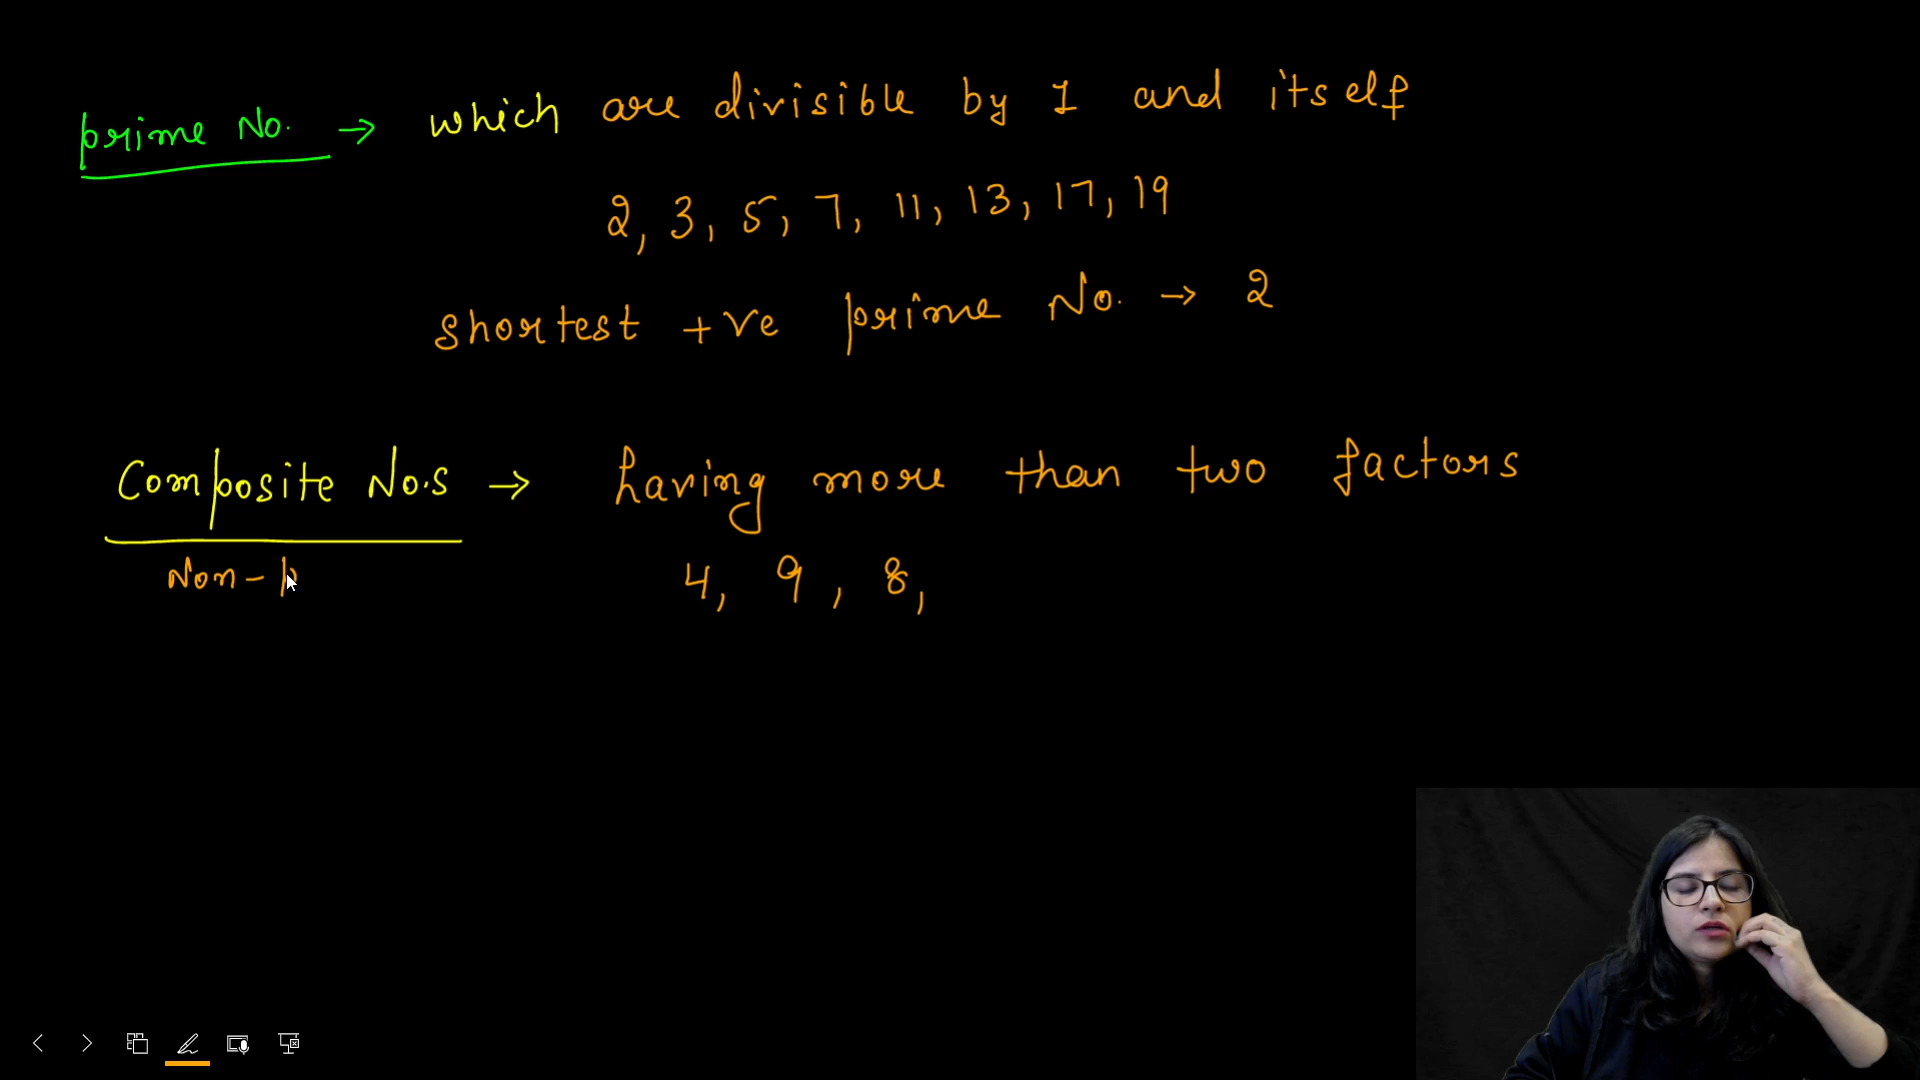 prime No. → which are divisible by 1 and itself
2, 3, 5, 7, 11, 13, 17, 19
shortest +ve prime No. → 2
Composite No.s → having more than two factors
Non-p
4, 9, 8,